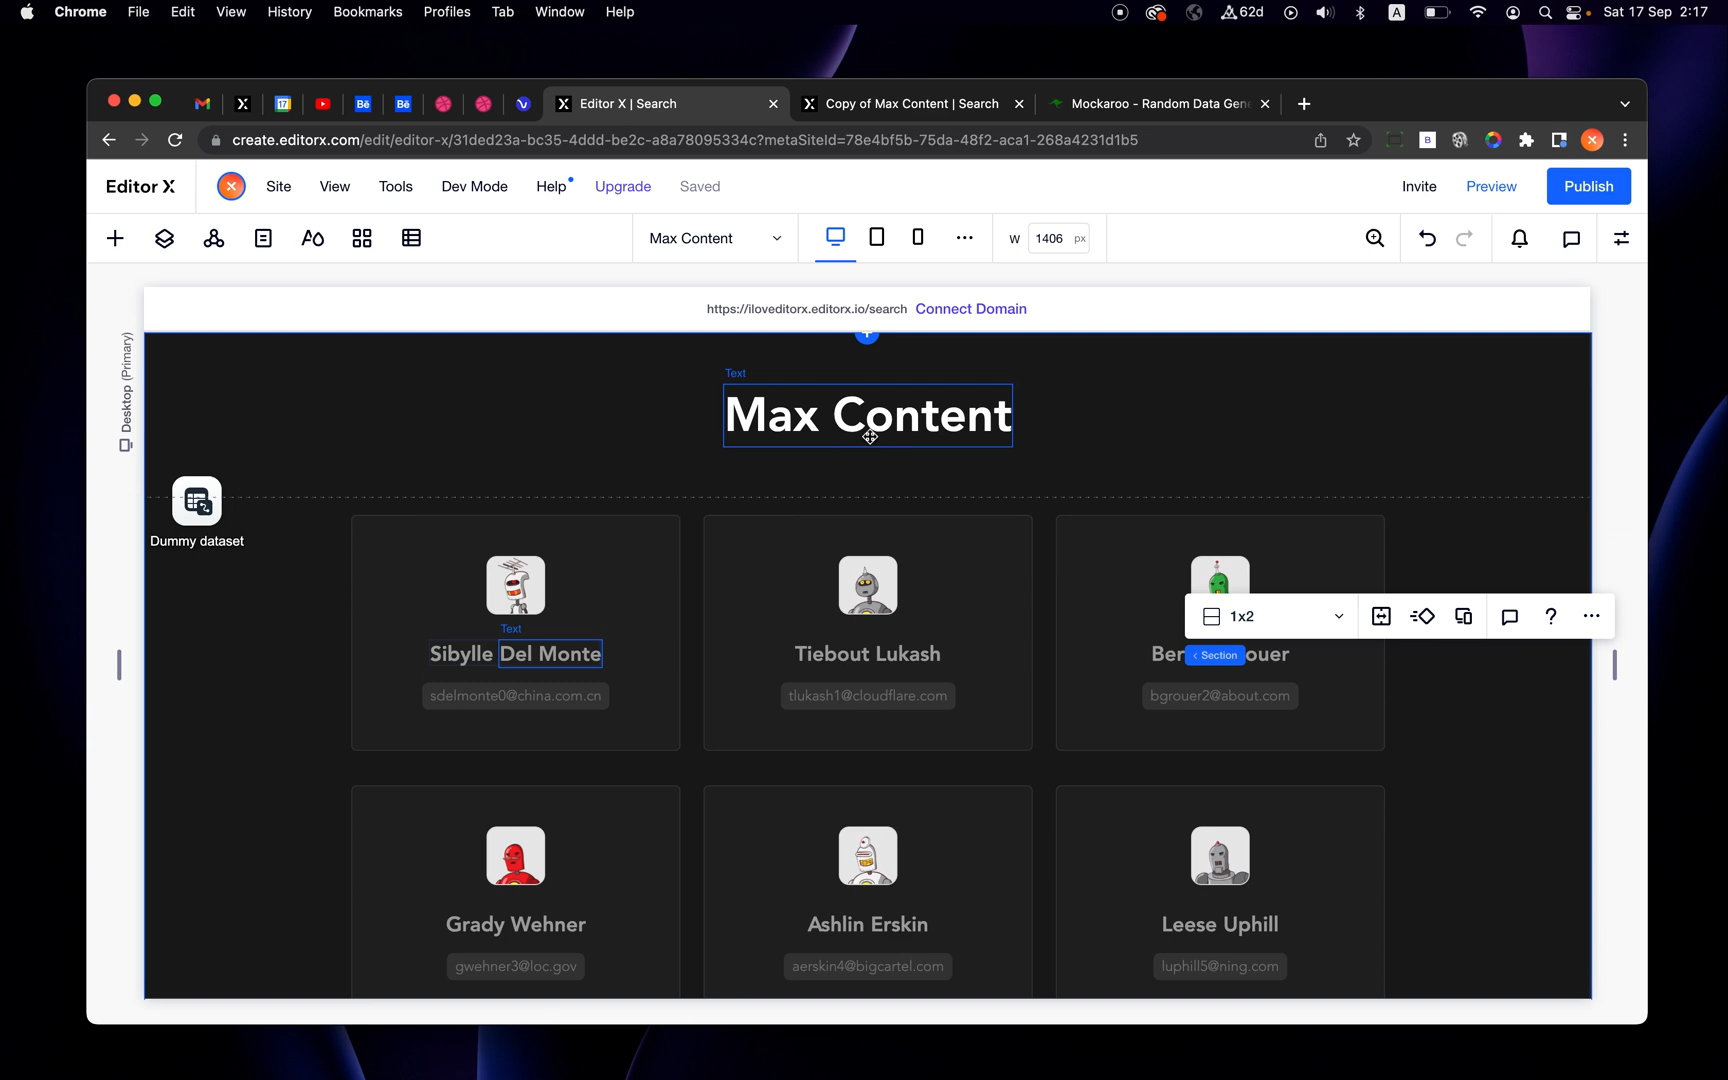 Chrome File Edit View History Bookmarks Profiles Tab Window Help 62d A Sat 17 Sep 2:17
17 Bē Bē Editor X | Search Copy of Max Content | Search Mockaroo - Random Data Gen
create.editorx.com/edit/editor-x/31ded23a-bc35-4ddd-be2c-a8a78095334c?metaSiteId=78e4bf5b-75da-48f2-aca1-268a4231d1b5
Editor X Site View Tools Dev Mode Help Upgrade Saved Invite Preview Publish
Max Content W 1406 px
https://iloveditorx.editorx.io/search Connect Domain
Desktop (Primary)
Text
Max Content
Dummy dataset
1x2
Text
< Section
Sibylle Del Monte Tiebout Lukash Ber ouer
sdelmonte0@china.com.cn tlukash1@cloudflare.com bgrouer2@about.com
Grady Wehner Ashlin Erskin Leese Uphill
gwehner3@loc.gov aerskin4@bigcartel.com luphill5@ning.com